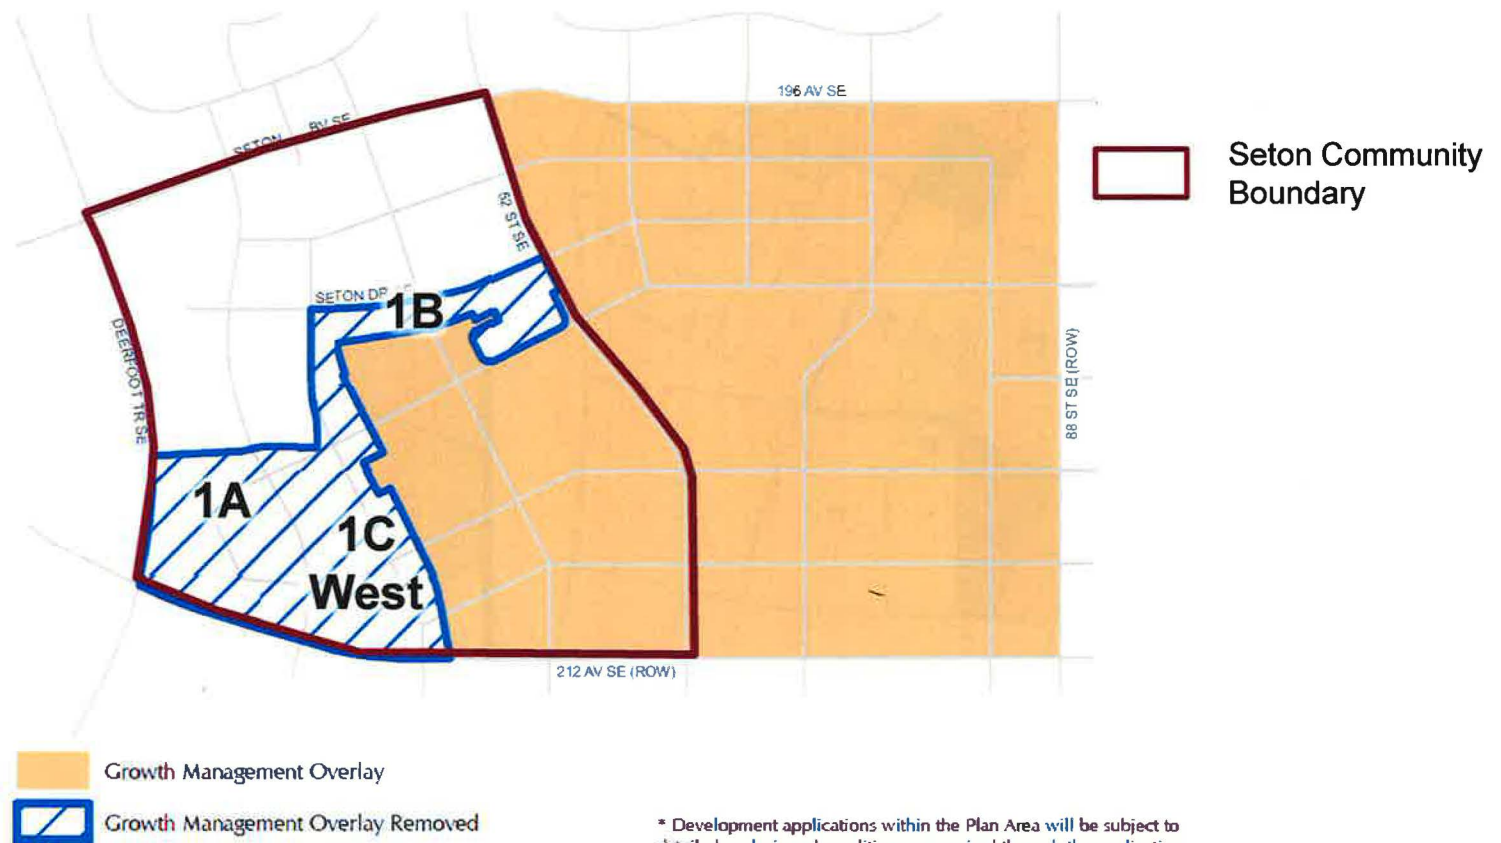 196 AV SE
SETON BV SE
Seton Community
Boundary
52 ST SE
SETON DR
1B
DEERFOOT TR SE
88 ST SE (ROW)
1A
1C
West
212 AV SE (ROW)
Growth Management Overlay
Growth Management Overlay Removed
* Development applications within the Plan Area will be subject to